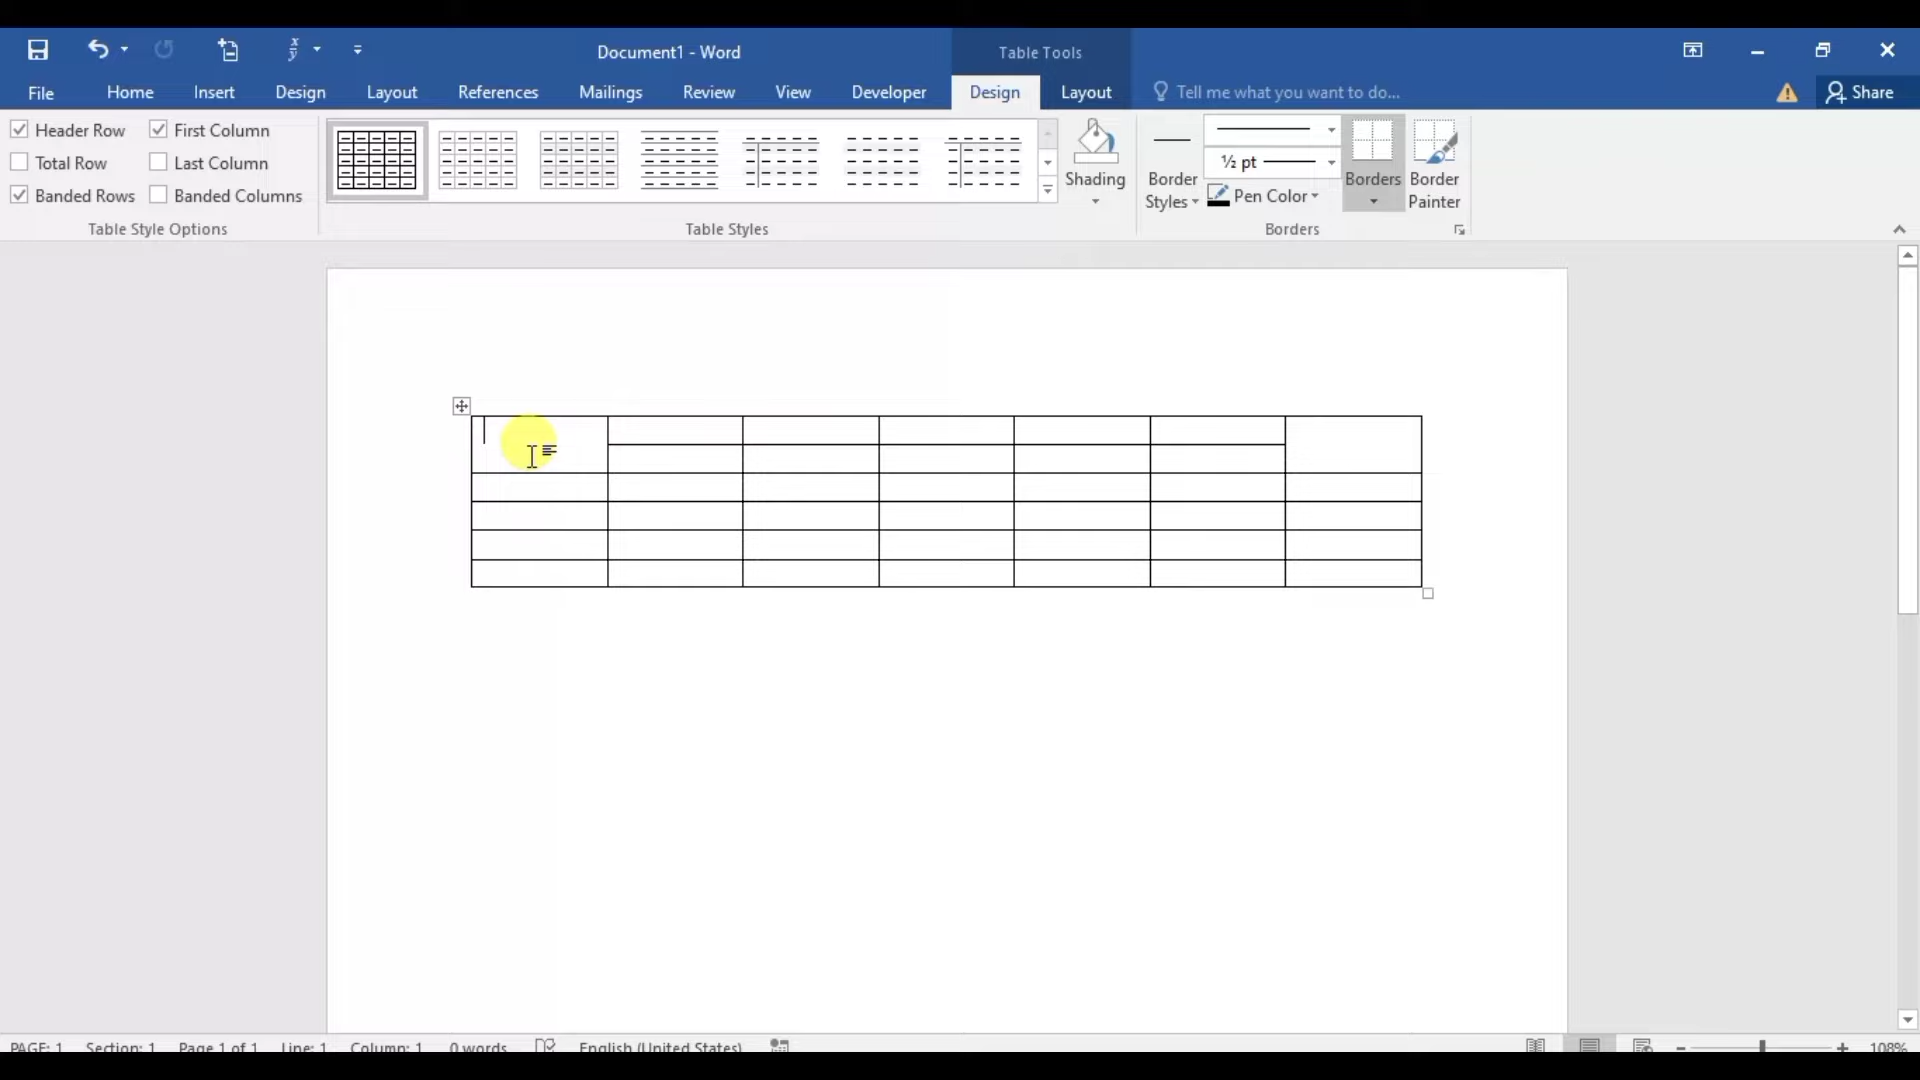 Document1 - Word
Table Tools
File
Home
Insert
Design
Layout
References
Mailings
Review
View
Developer
Design
Layout
Tell me what you want to do...
Share
Header Row
First Column
Total Row
Last Column
Banded Rows
Banded Columns
Table Style Options
Table Styles
Shading
Border
Styles
½ pt
Pen Color
Borders
Border
Painter
Borders
PAGE: 1
Section: 1
Page 1 of 1
Line: 1
Column: 1
0 words
English (United States)
108%